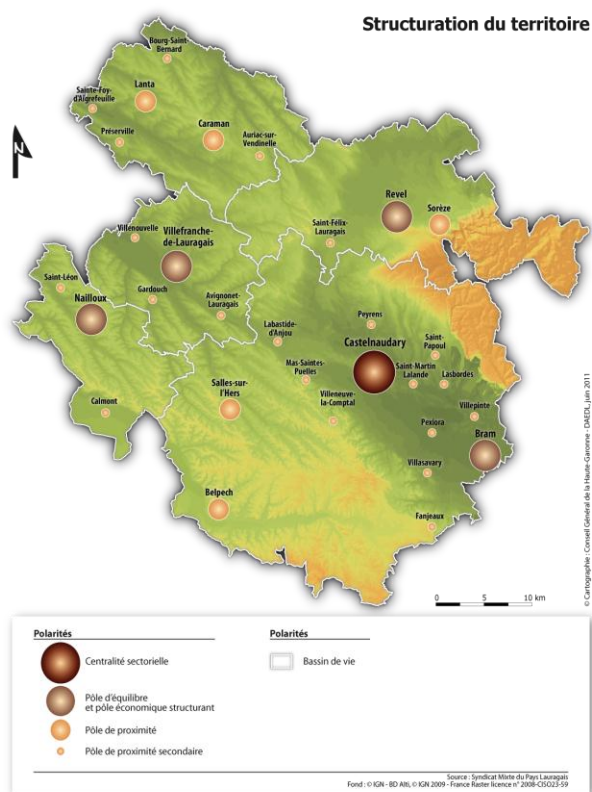 Structuration du territoire
Bourg-Saint-
Bernard
Lanta
Sainte-Foy-
d'Aigrefeuille
Caraman
Préserville
Auriac-sur-
Vendinelle
N
Revel
Sorèze
Saint-Félix-
Lauragais
Villenouvelle
Villefranche-
de-Lauragais
Saint-Léon
Nailloux
Gardouch
Avignonet-
Lauragais
Labastide-
d'Anjou
Peyrens
Castelnaudary
Saint-
Papoul
Mas-Saintes-
Puelles
Saint-Martin
Lalande
Lasbordes
Salles-sur-
l'Hers
Villeneuve-
la-Comptal
Calmont
Villepinte
Pexiora
Bram
Villasavary
Belpech
Fanjeaux
0 5 10 km
© Cartographie : Conseil Général de la Haute-Garonne - DAEDL, juin 2011
Polarités
Centralité sectorielle
Pôle d'équilibre
et pôle économique structurant
Pôle de proximité
Pôle de proximité secondaire
Polarités
Bassin de vie
Source : Syndicat Mixte du Pays Lauragais
Fond : © IGN - BD Alti, © IGN 2009 - France Raster licence n° 2008-CISO23-59